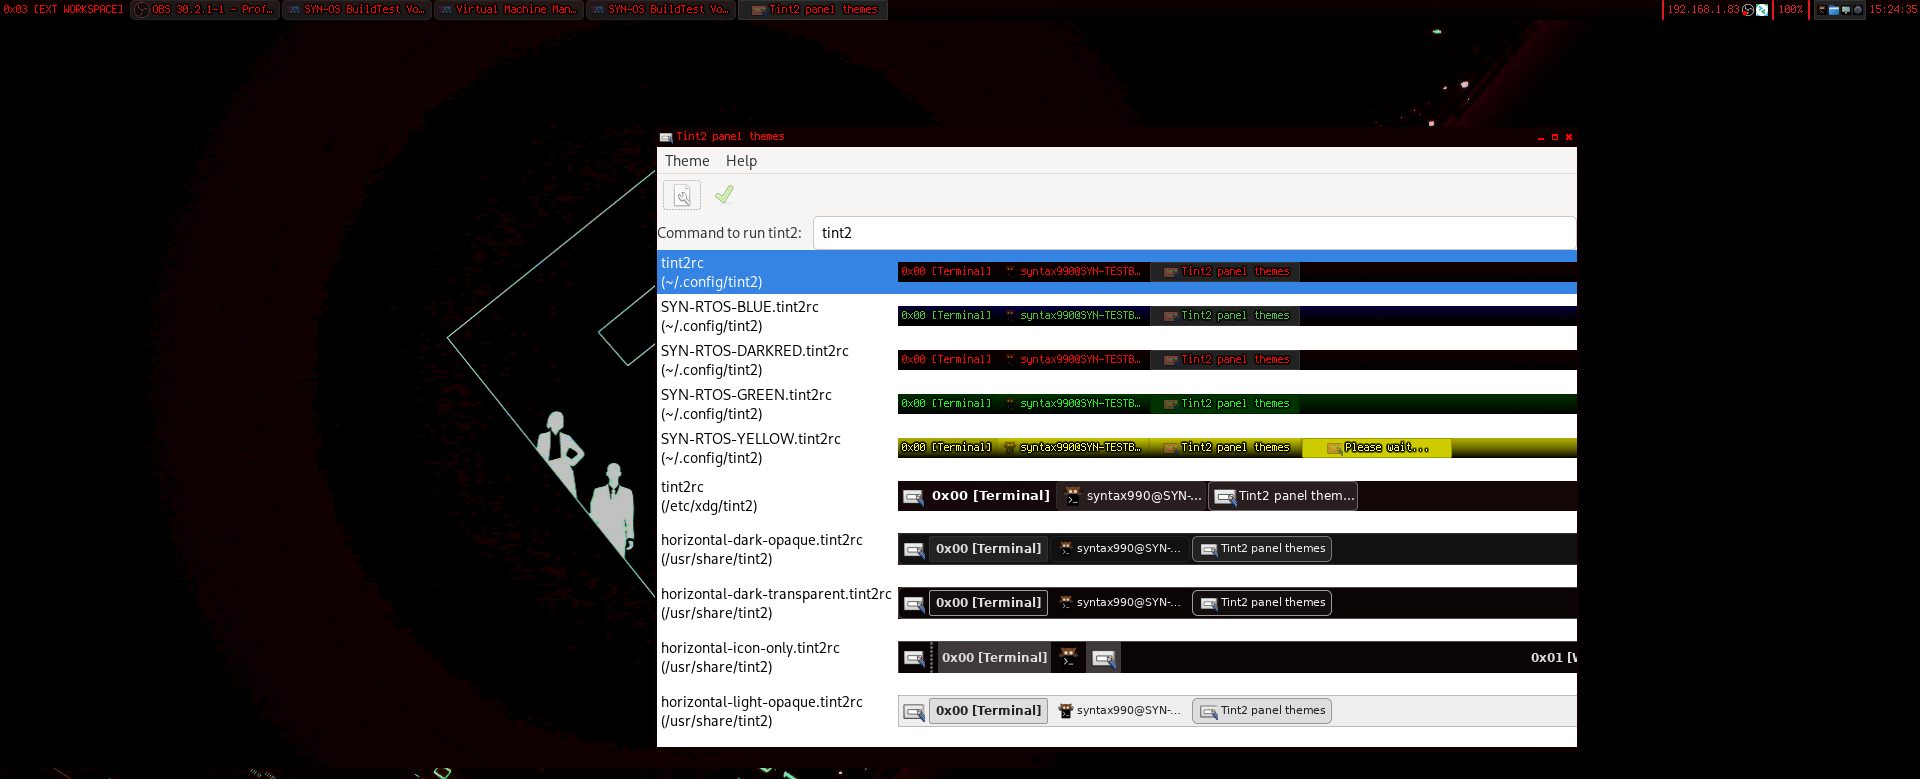 0x03 [EXT WORKSPACE] OBS 30.2.1-1 - Prof… SYN-OS BuildTest Wo… Virtual Machine Man… SYN-OS BuildTest Wo… Tint2 panel themes 192.168.1.83 100% 15:24:35
Tint2 panel themes
Theme Help
Command to run tint2: tint2
tint2rc
(~/.config/tint2)
0x00 [Terminal] syntax990@SYN-TESTB… Tint2 panel themes
SYN-RTOS-BLUE.tint2rc
(~/.config/tint2)
0x00 [Terminal] syntax990@SYN-TESTB… Tint2 panel themes
SYN-RTOS-DARKRED.tint2rc
(~/.config/tint2)
0x00 [Terminal] syntax990@SYN-TESTB… Tint2 panel themes
SYN-RTOS-GREEN.tint2rc
(~/.config/tint2)
0x00 [Terminal] syntax990@SYN-TESTB… Tint2 panel themes
SYN-RTOS-YELLOW.tint2rc
(~/.config/tint2)
0x00 [Terminal] syntax990@SYN-TESTB… Tint2 panel themes Please wait...
tint2rc
(/etc/xdg/tint2)
0x00 [Terminal] syntax990@SYN-… Tint2 panel them…
horizontal-dark-opaque.tint2rc
(/usr/share/tint2)
0x00 [Terminal] syntax990@SYN-… Tint2 panel themes
horizontal-dark-transparent.tint2rc
(/usr/share/tint2)
0x00 [Terminal] syntax990@SYN-… Tint2 panel themes
horizontal-icon-only.tint2rc
(/usr/share/tint2)
0x00 [Terminal] 0x01 [
horizontal-light-opaque.tint2rc
(/usr/share/tint2)
0x00 [Terminal] syntax990@SYN-… Tint2 panel themes